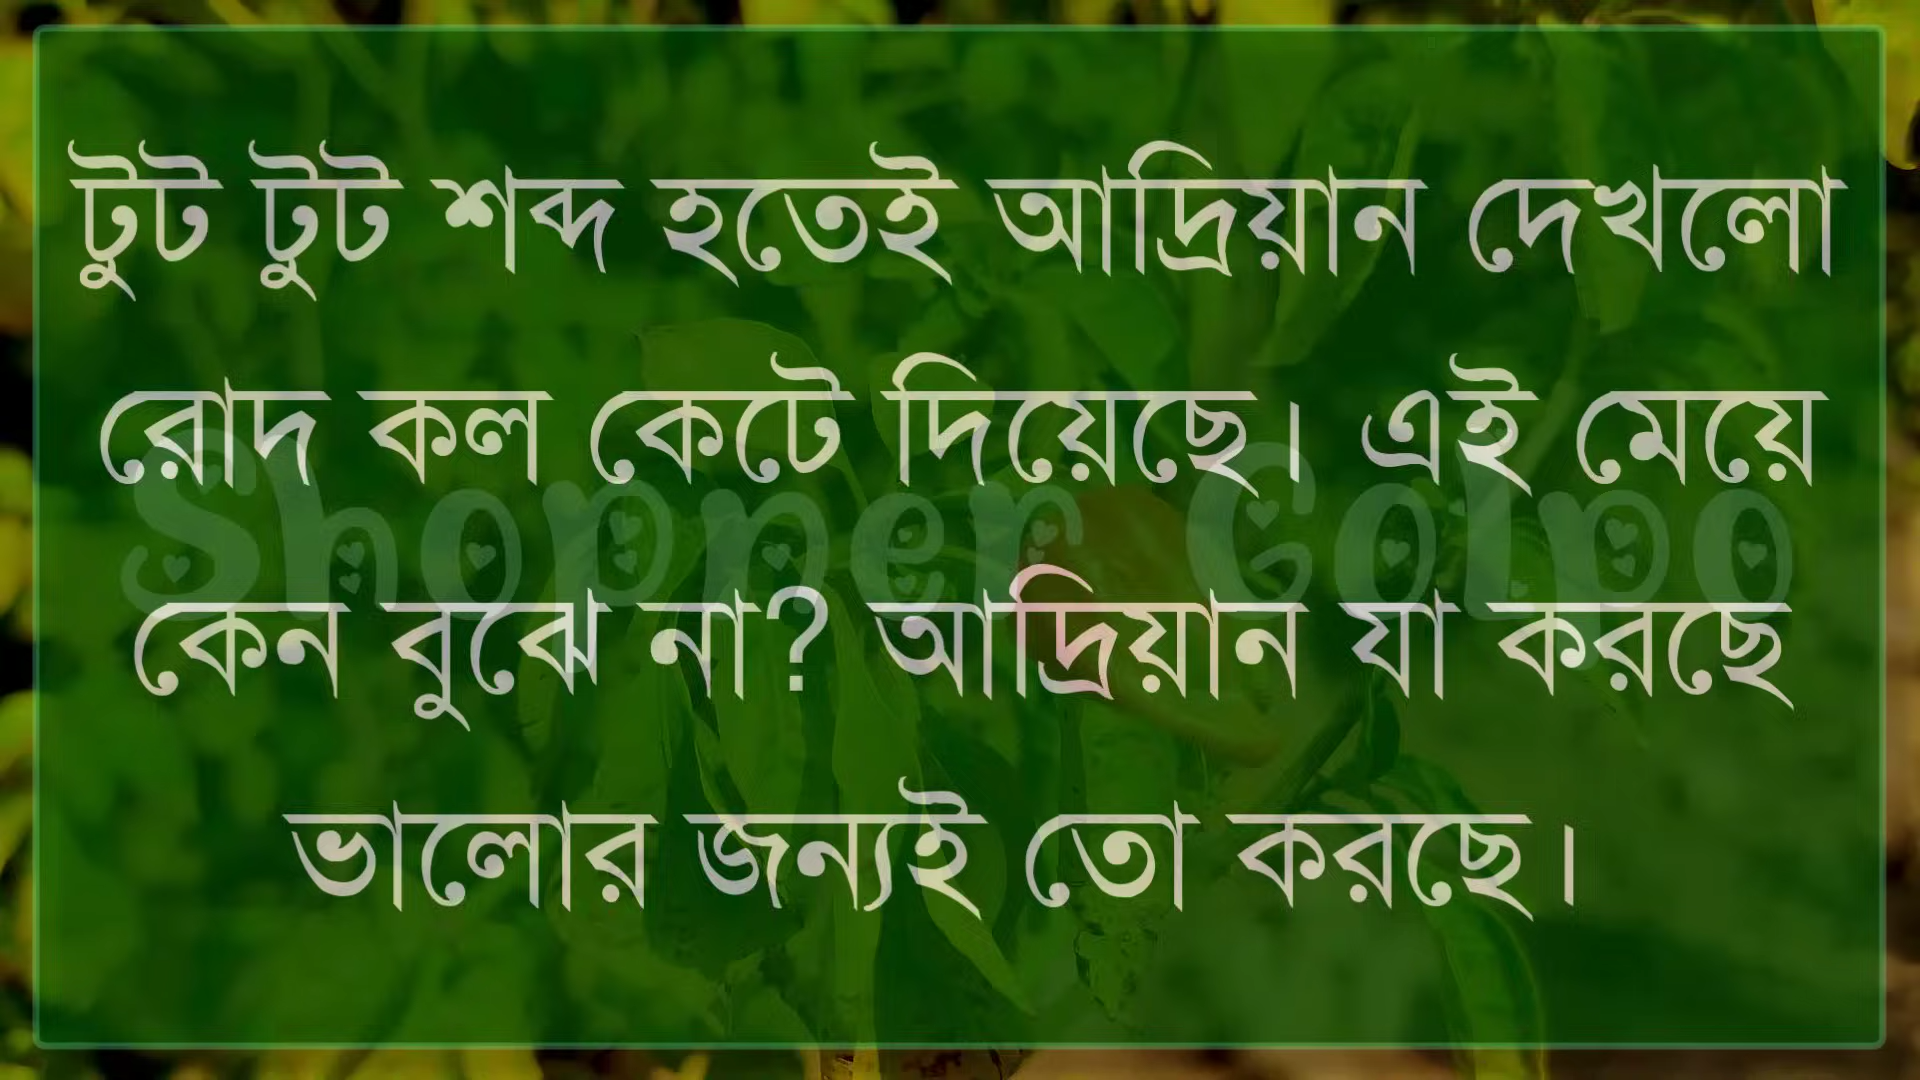 টুট টুট শব্দ হতেই আদ্রিয়ান দেখলো
রোদ কল কেটে দিয়েছে। এই মেয়ে
Shopner Golpo
কেন বুঝে না? আদ্রিয়ান যা করছে
ভালোর জন্যই তো করছে।